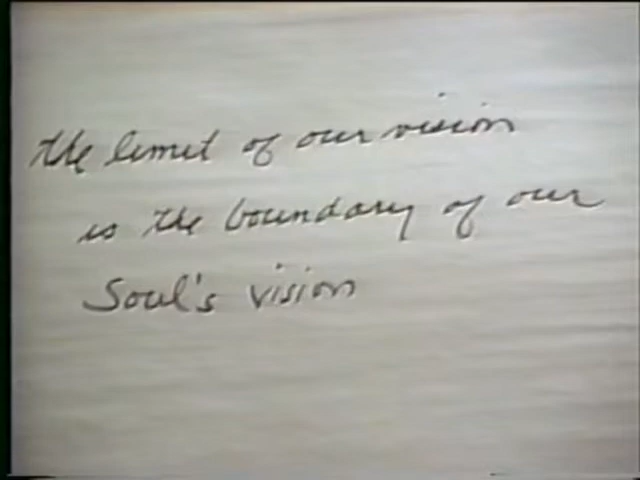 the limit of our vision
is the boundary of our
Soul's vision